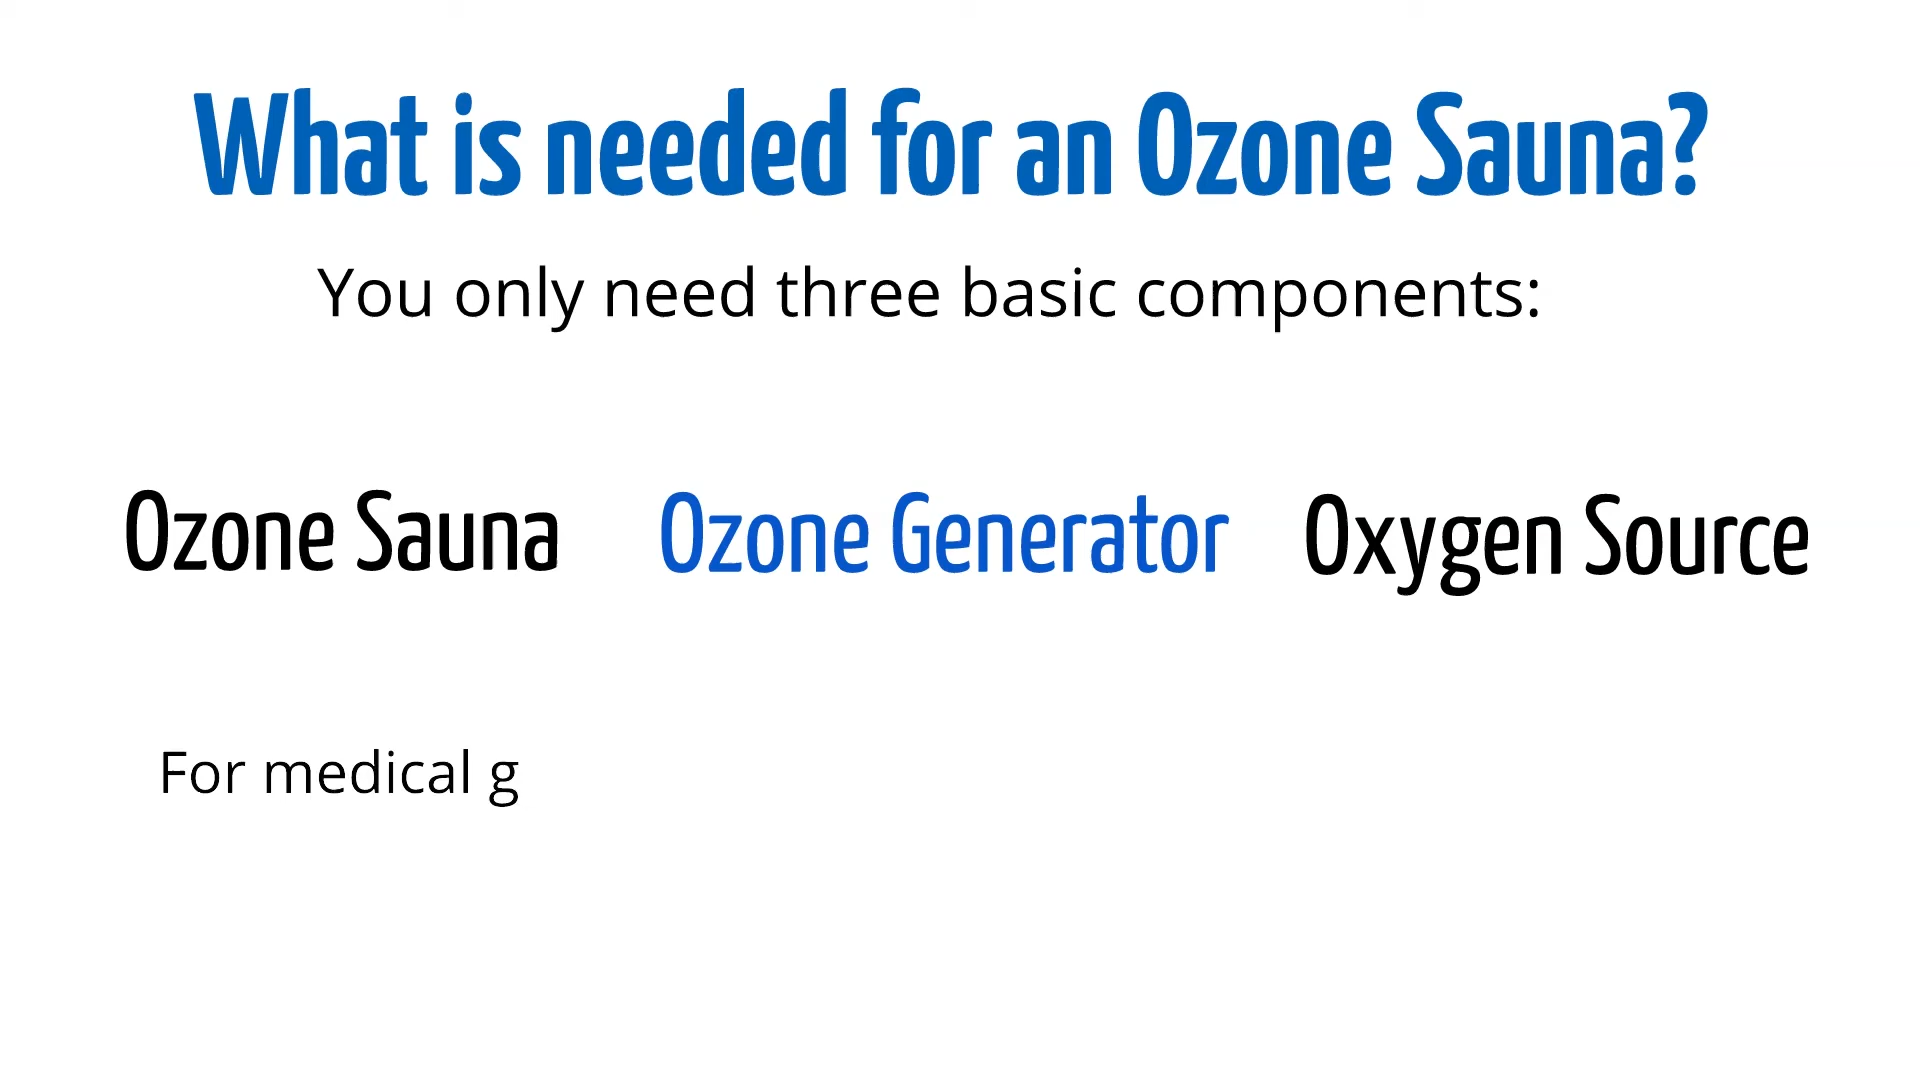 What is needed for an Ozone Sauna?
You only need three basic components:
Ozone Sauna Ozone Generator Oxygen Source
For medical g